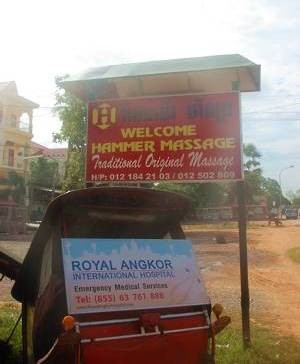 WELCOME
HAMMER MASSAGE
Traditional Original Massage
H/P: 012 184 21 03 / 012 502 809
ROYAL ANGKOR
INTERNATIONAL HOSPITAL
Emergency Medical Services
Tel: (855) 63 761 888